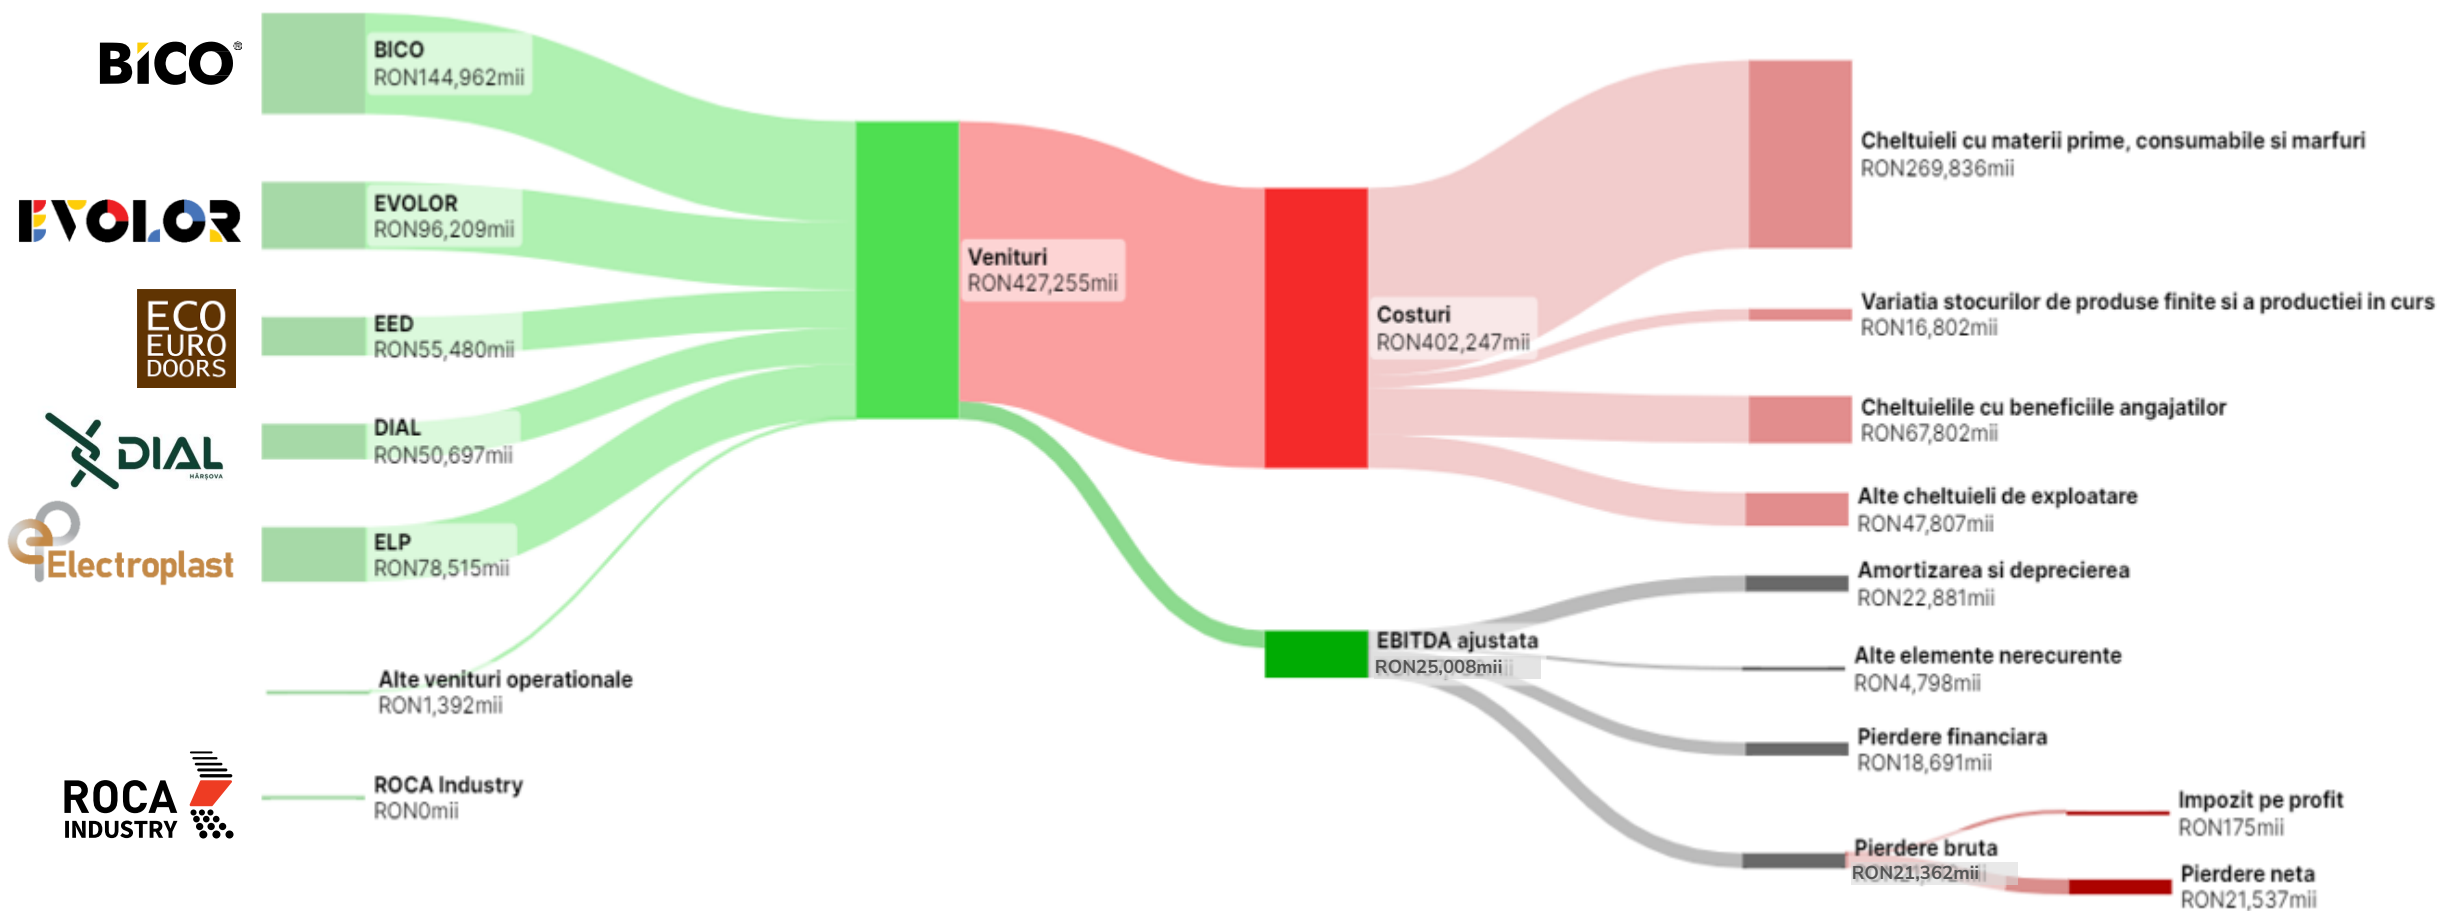 BICO®
BICO
RON144,962mii
EVOLOR
EVOLOR
RON96,209mii
ECO
EURO
DOORS
EED
RON55,480mii
DIAL
HÂRȘOVA
DIAL
RON50,697mii
ep
Electroplast
ELP
RON78,515mii
Alte venituri operationale
RON1,392mii
ROCA
INDUSTRY
ROCA Industry
RON0mii
Venituri
RON427,255mii
Costuri
RON402,247mii
EBITDA ajustata
RON25,008mii
Cheltuieli cu materii prime, consumabile si marfuri
RON269,836mii
Variatia stocurilor de produse finite si a productiei in curs
RON16,802mii
Cheltuielile cu beneficiile angajatilor
RON67,802mii
Alte cheltuieli de exploatare
RON47,807mii
Amortizarea si deprecierea
RON22,881mii
Alte elemente nerecurente
RON4,798mii
Pierdere financiara
RON18,691mii
Pierdere bruta
RON21,362mii
Impozit pe profit
RON175mii
Pierdere neta
RON21,537mii